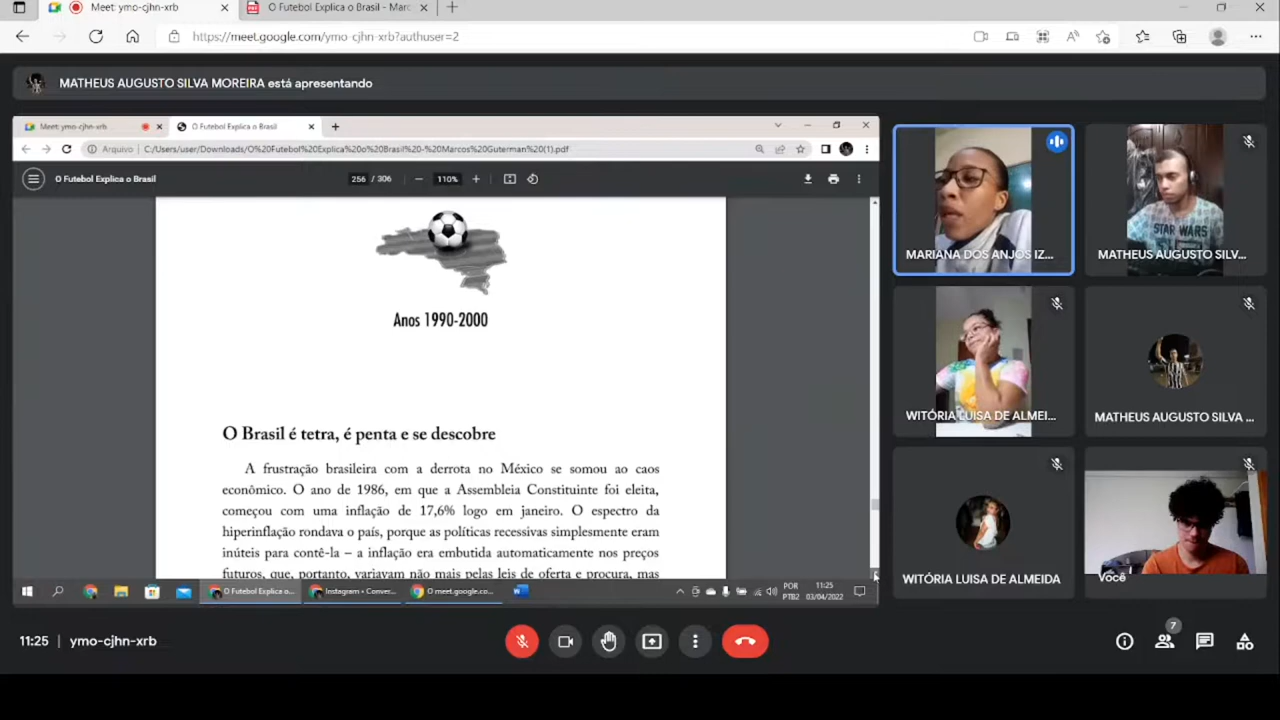 Meet: ymo-cjhn-xrb
O Futebol Explica o Brasil - Marc
https://meet.google.com/ymo-cjhn-xrb?authuser=2
MATHEUS AUGUSTO SILVA MOREIRA está apresentando
Meet: ymo-cjhn-xrb
O Futebol Explica o Brasil
Arquivo
C:/Users/user/Downloads/O%20Futebol%20Explica%20o%20Brasil%20-%20Marcos%20Guterman%20(1).pdf
O Futebol Explica o Brasil
256 / 306
110%
Anos 1990-2000
O Brasil é tetra, é penta e se descobre
A frustração brasileira com a derrota no México se somou ao caos
econômico. O ano de 1986, em que a Assembleia Constituinte foi eleita,
começou com uma inflação de 17,6% logo em janeiro. O espectro da
hiperinflação rondava o país, porque as políticas recessivas simplesmente eram
inúteis para contê-la – a inflação era embutida automaticamente nos preços
futuros, que, portanto, variavam não mais pelas leis de oferta e procura, mas
O Futebol Explica o...
Instagram • Conver...
O meet.google.co...
POR
PTB2
11:25
03/04/2022
MARIANA DOS ANJOS IZ...
STAR WARS
MATHEUS AUGUSTO SILV...
WITÓRIA LUISA DE ALMEI...
MATHEUS AUGUSTO SILVA ...
WITÓRIA LUISA DE ALMEIDA
Você
11:25 | ymo-cjhn-xrb
7